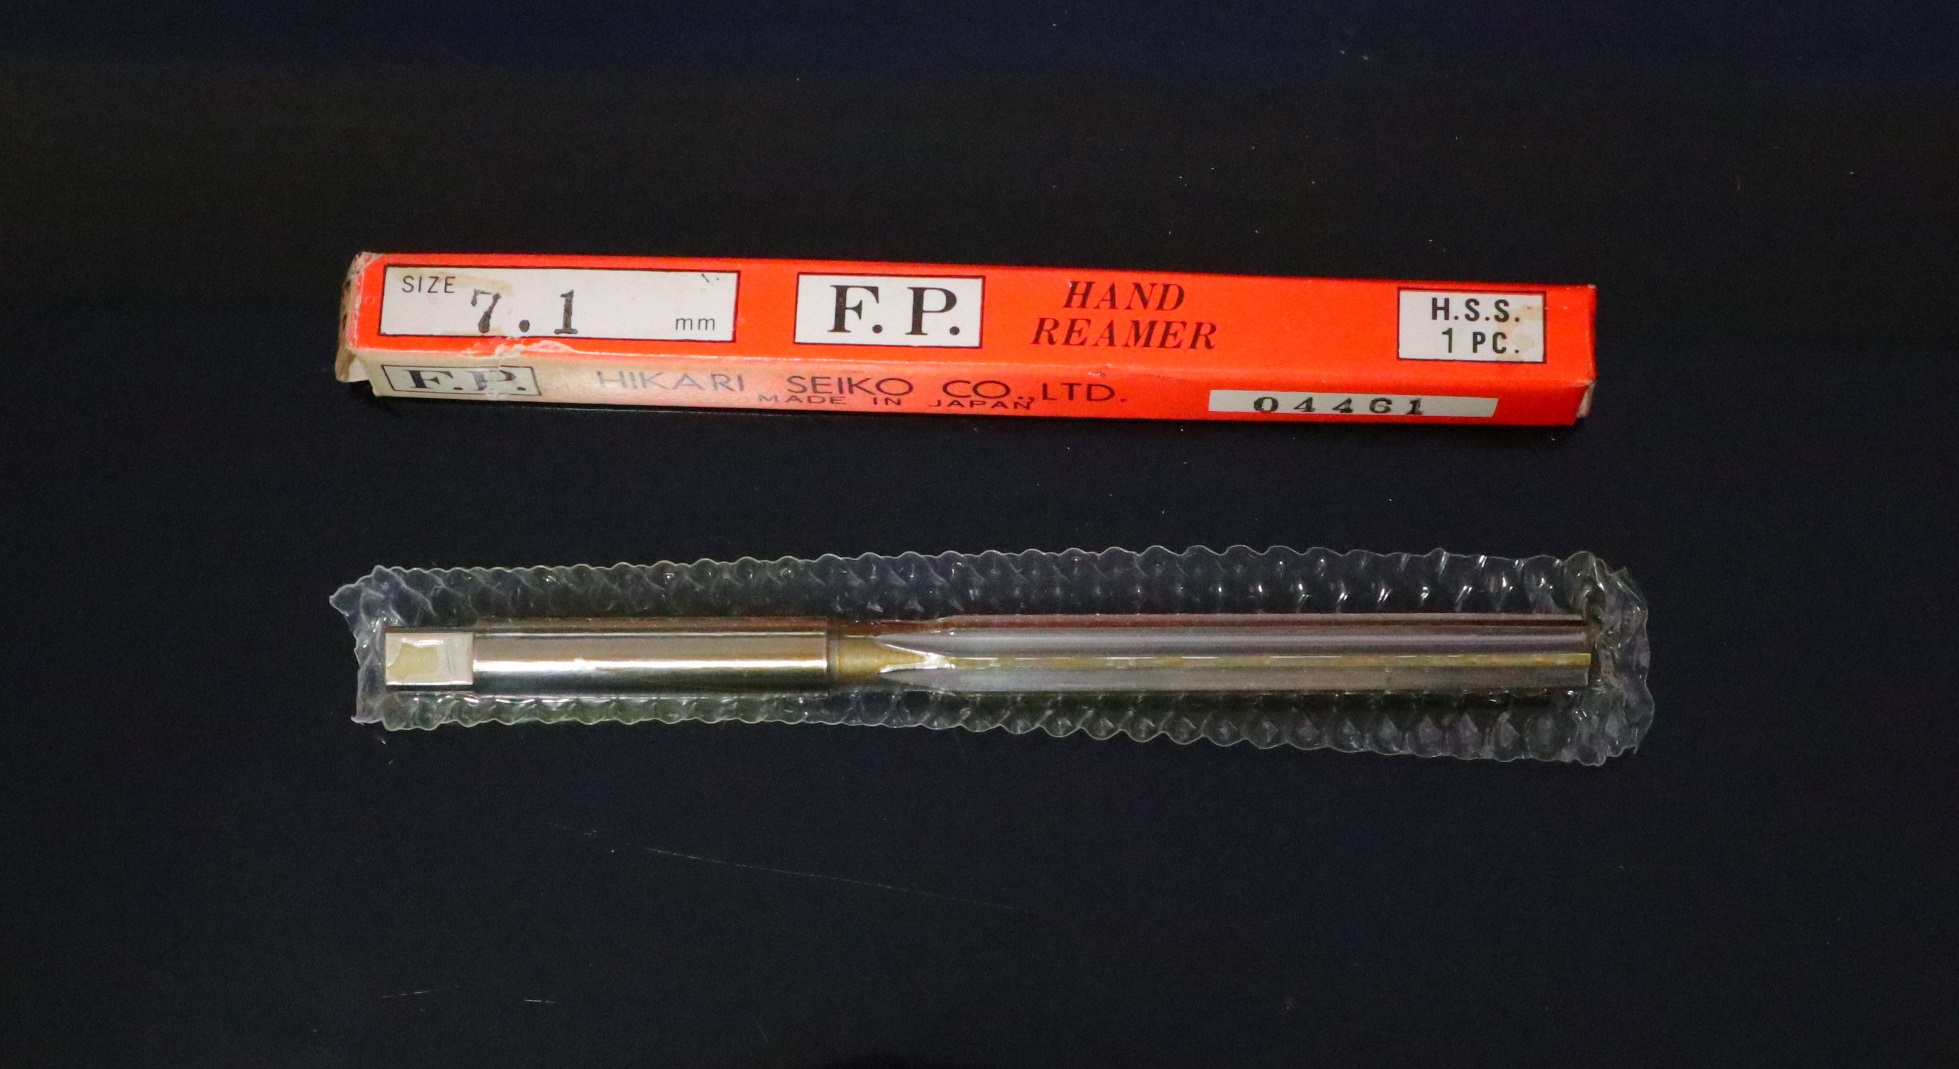 SIZE 7.1 mm
F.P.
HAND
REAMER
H.S.S.
1 PC.
F.P. HIKARI SEIKO CO.,LTD.
MADE IN JAPAN
04461